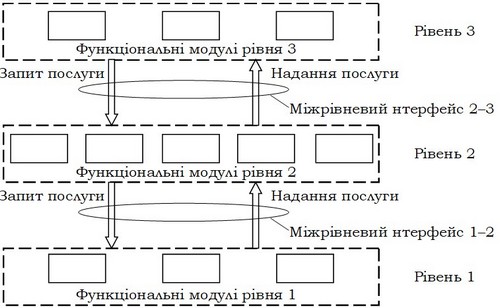 Функціональні модулі рівня 3
Рівень 3
Запит послуги
Надання послуги
Міжрівневий нтерфейс 2–3
Функціональні модулі рівня 2
Рівень 2
Запит послуги
Надання послуги
Міжрівневий нтерфейс 1–2
Функціональні модулі рівня 1
Рівень 1